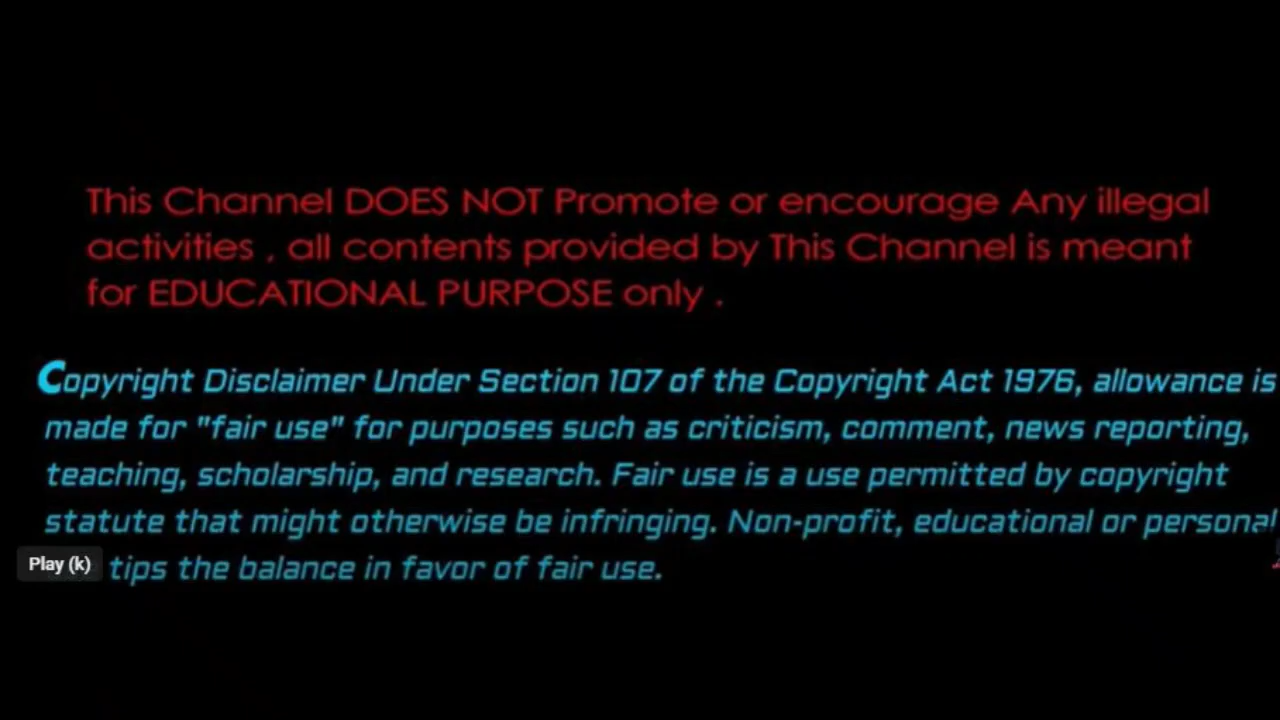 This Channel DOES NOT Promote or encourage Any illegal
activities , all contents provided by This Channel is meant
for EDUCATIONAL PURPOSE only .
Copyright Disclaimer Under Section 107 of the Copyright Act 1976, allowance is
made for "fair use" for purposes such as criticism, comment, news reporting,
teaching, scholarship, and research. Fair use is a use permitted by copyright
statute that might otherwise be infringing. Non-profit, educational or personal
Play (k) tips the balance in favor of fair use.